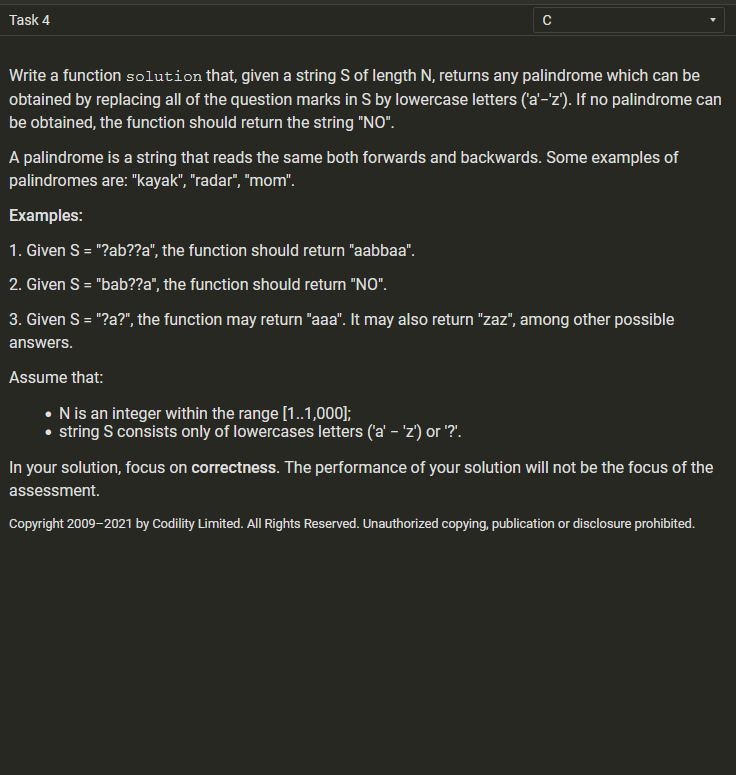 Task 4
C
Write a function solution that, given a string S of length N, returns any palindrome which can be
obtained by replacing all of the question marks in S by lowercase letters ('a'−'z'). If no palindrome can
be obtained, the function should return the string "NO".
A palindrome is a string that reads the same both forwards and backwards. Some examples of
palindromes are: "kayak", "radar", "mom".
Examples:
1. Given S = "?ab??a", the function should return "aabbaa".
2. Given S = "bab??a", the function should return "NO".
3. Given S = "?a?", the function may return "aaa". It may also return "zaz", among other possible
answers.
Assume that:
• N is an integer within the range [1..1,000];
• string S consists only of lowercases letters ('a' − 'z') or '?'.
In your solution, focus on correctness. The performance of your solution will not be the focus of the
assessment.
Copyright 2009–2021 by Codility Limited. All Rights Reserved. Unauthorized copying, publication or disclosure prohibited.